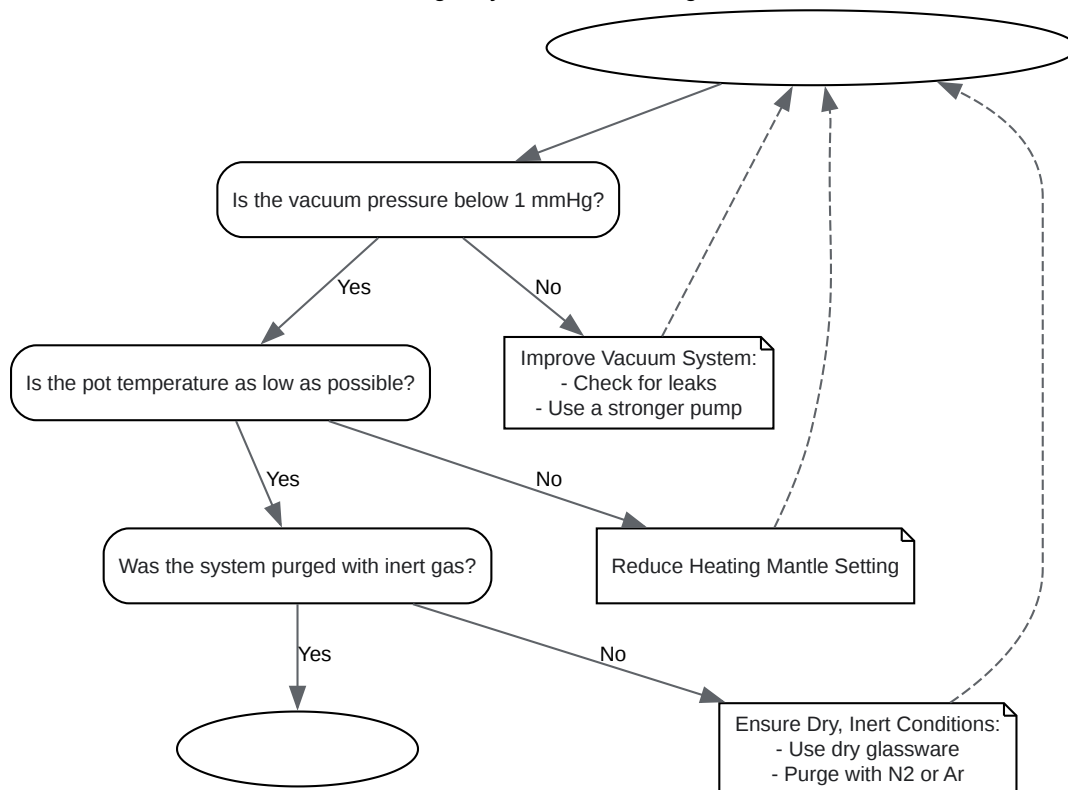 Is the vacuum pressure below 1 mmHg?
Yes
No
Improve Vacuum System:
- Check for leaks
- Use a stronger pump
Is the pot temperature as low as possible?
Yes
No
Was the system purged with inert gas?
Reduce Heating Mantle Setting
Yes
No
Ensure Dry, Inert Conditions:
- Use dry glassware
- Purge with N2 or Ar